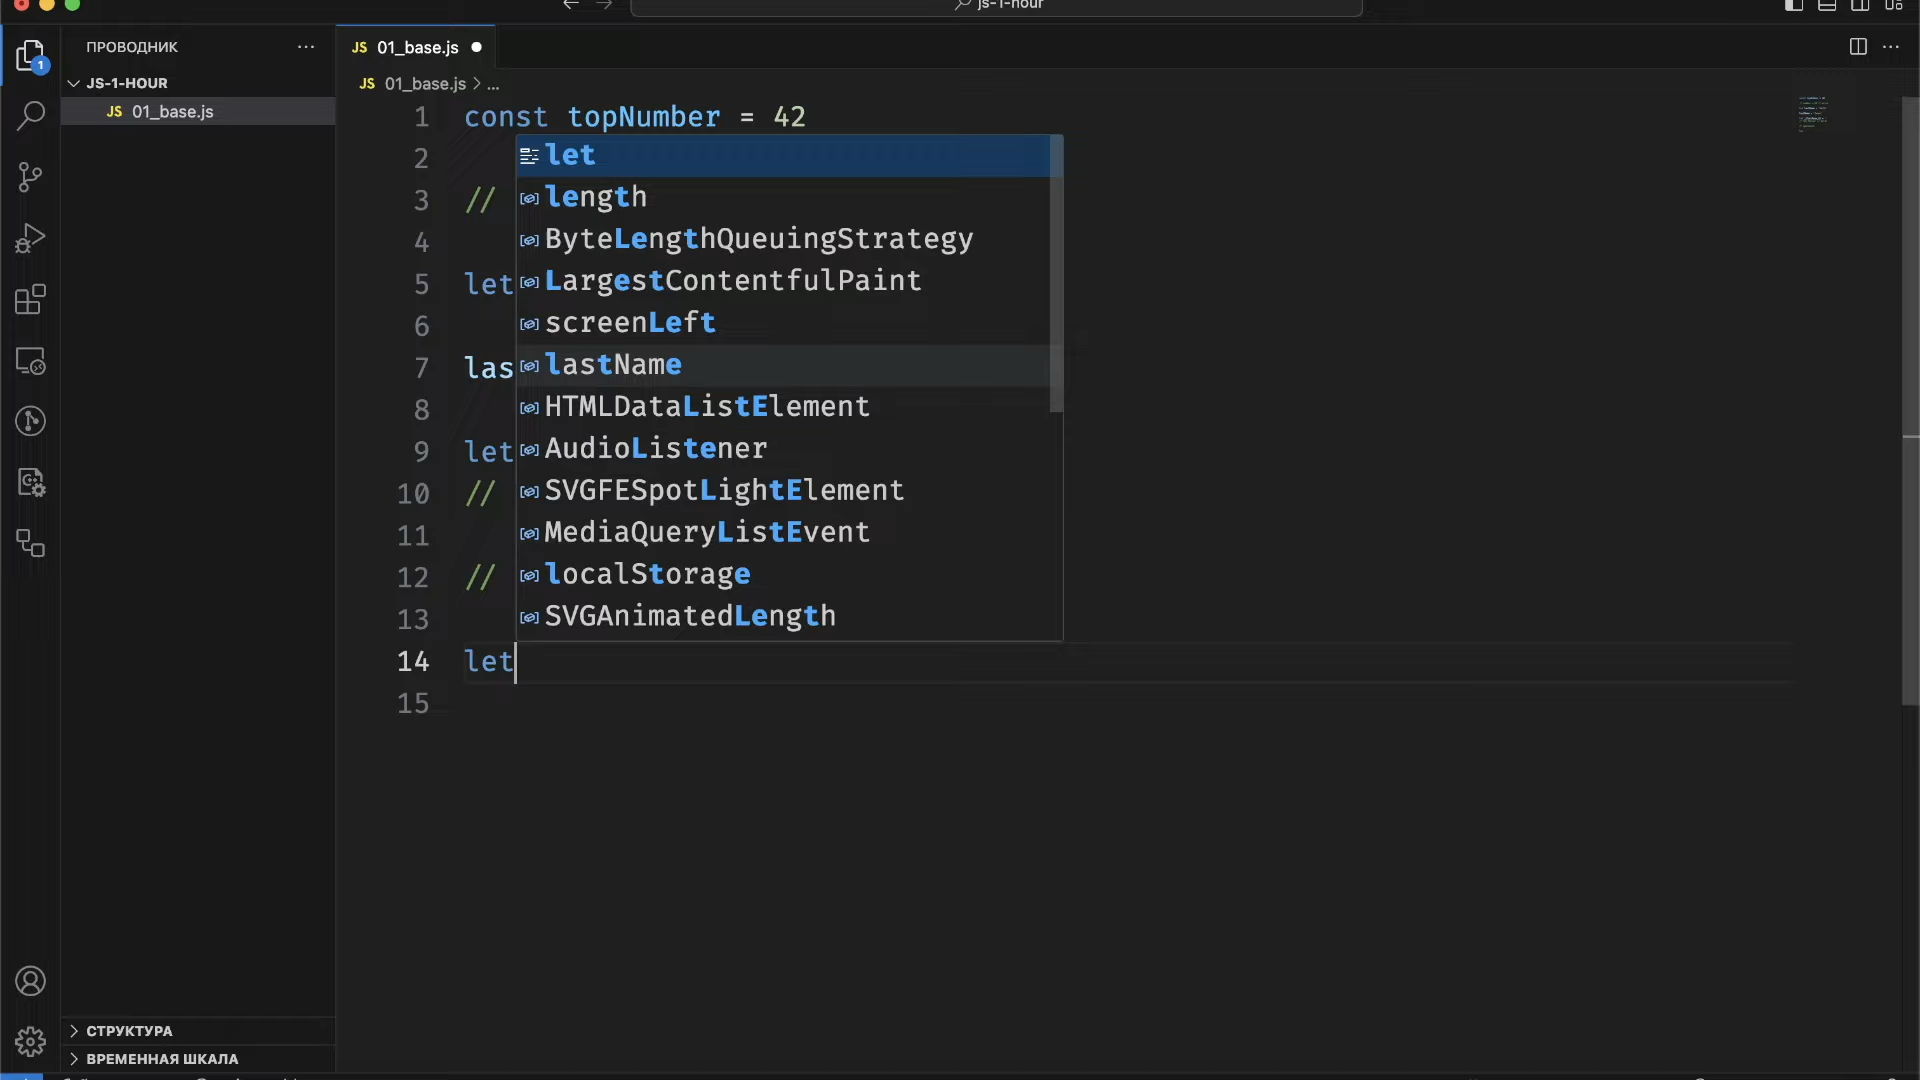 js-1-hour
ПРОВОДНИК
JS 01_base.js
1
JS-1-HOUR
JS 01_base.js
JS 01_base.js > ...
1 const topNumber = 42
2 let
3 // length
4 ByteLengthQueuingStrategy
5 let LargestContentfulPaint
6 screenLeft
7 las lastName
8 HTMLDataListElement
9 let AudioListener
10 // SVGFESpotLightElement
11 MediaQueryListEvent
12 // localStorage
13 SVGAnimatedLength
14 let
15
СТРУКТУРА
ВРЕМЕННАЯ ШКАЛА